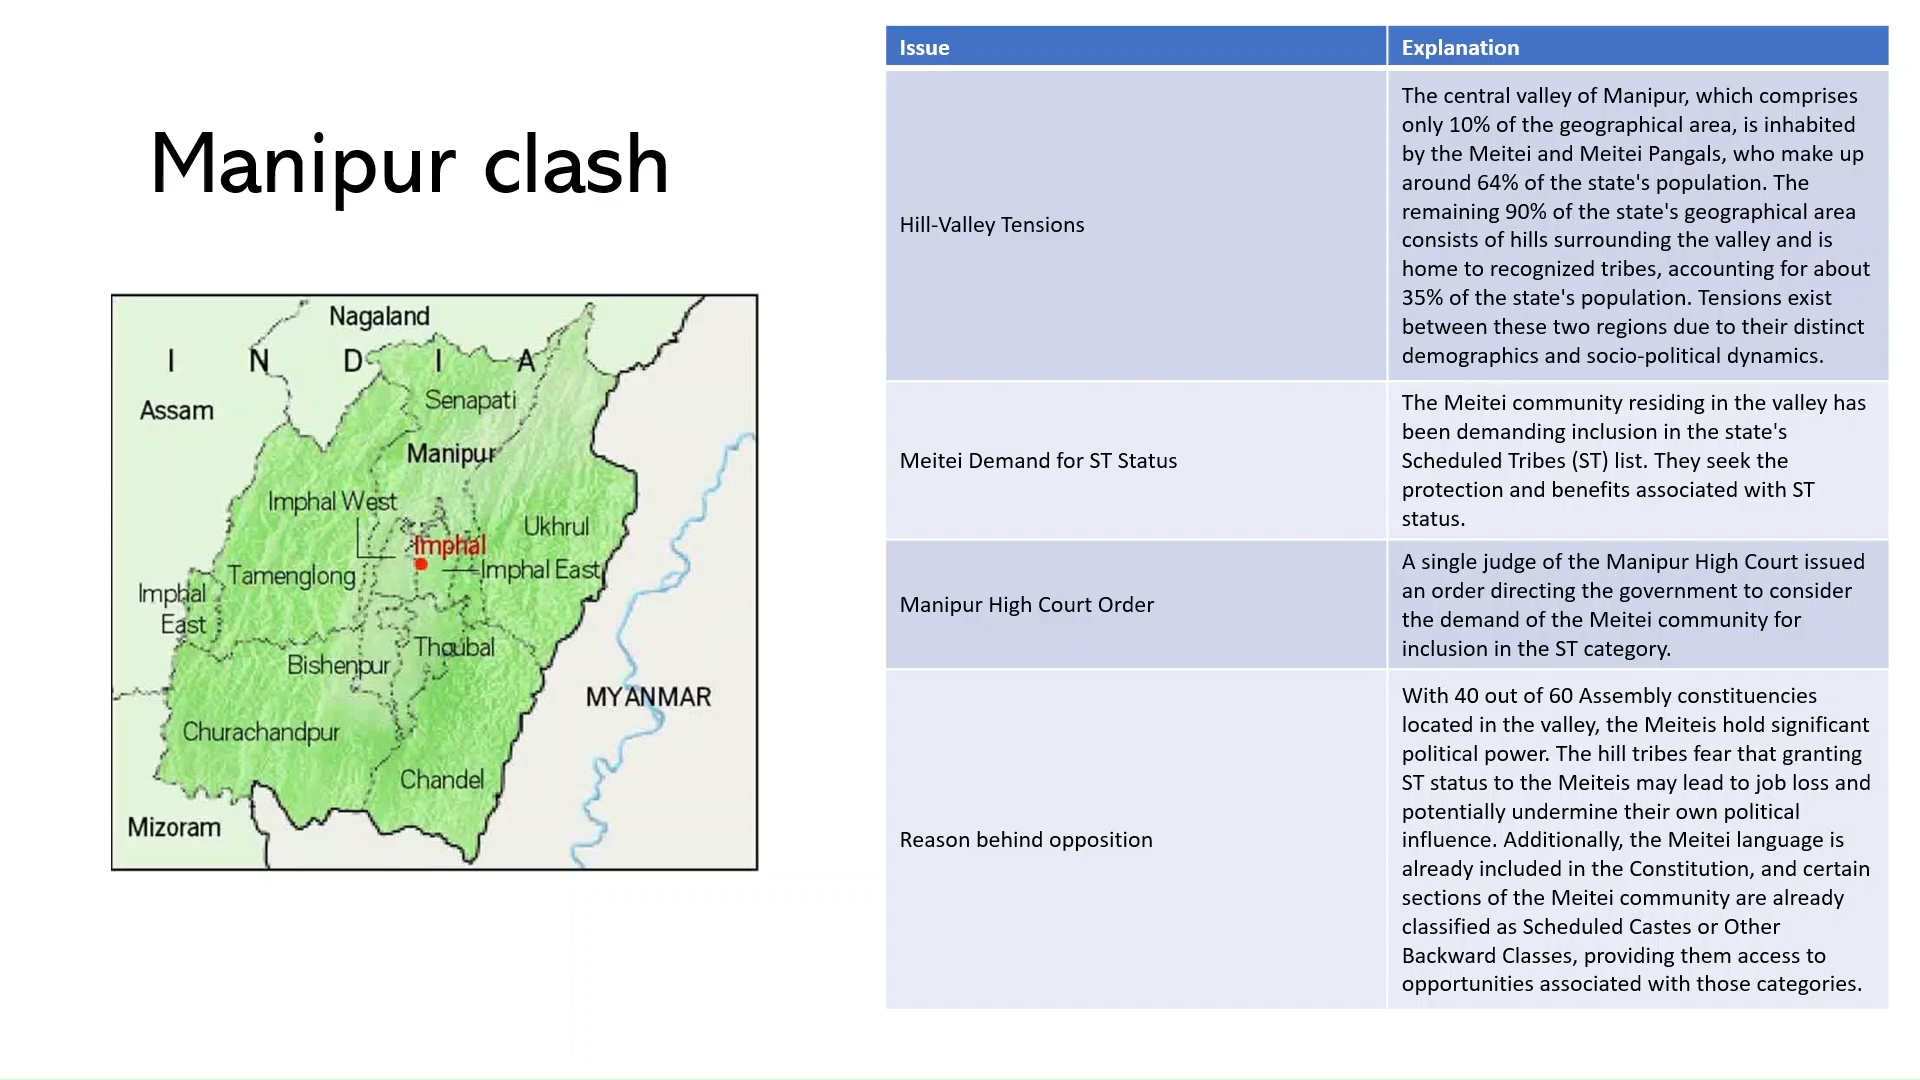 Manipur clash
Nagaland
I N D I A
Assam
Senapati
Manipur
Imphal West
Ukhrul
Imphal
Imphal East
Tamenglong
Imphal
East
Thoubal
Bishenpur
MYANMAR
Churachandpur
Chandel
Mizoram
Issue
Explanation
Hill-Valley Tensions
The central valley of Manipur, which comprises
only 10% of the geographical area, is inhabited
by the Meitei and Meitei Pangals, who make up
around 64% of the state's population. The
remaining 90% of the state's geographical area
consists of hills surrounding the valley and is
home to recognized tribes, accounting for about
35% of the state's population. Tensions exist
between these two regions due to their distinct
demographics and socio-political dynamics.
Meitei Demand for ST Status
The Meitei community residing in the valley has
been demanding inclusion in the state's
Scheduled Tribes (ST) list. They seek the
protection and benefits associated with ST
status.
Manipur High Court Order
A single judge of the Manipur High Court issued
an order directing the government to consider
the demand of the Meitei community for
inclusion in the ST category.
Reason behind opposition
With 40 out of 60 Assembly constituencies
located in the valley, the Meiteis hold significant
political power. The hill tribes fear that granting
ST status to the Meiteis may lead to job loss and
potentially undermine their own political
influence. Additionally, the Meitei language is
already included in the Constitution, and certain
sections of the Meitei community are already
classified as Scheduled Castes or Other
Backward Classes, providing them access to
opportunities associated with those categories.